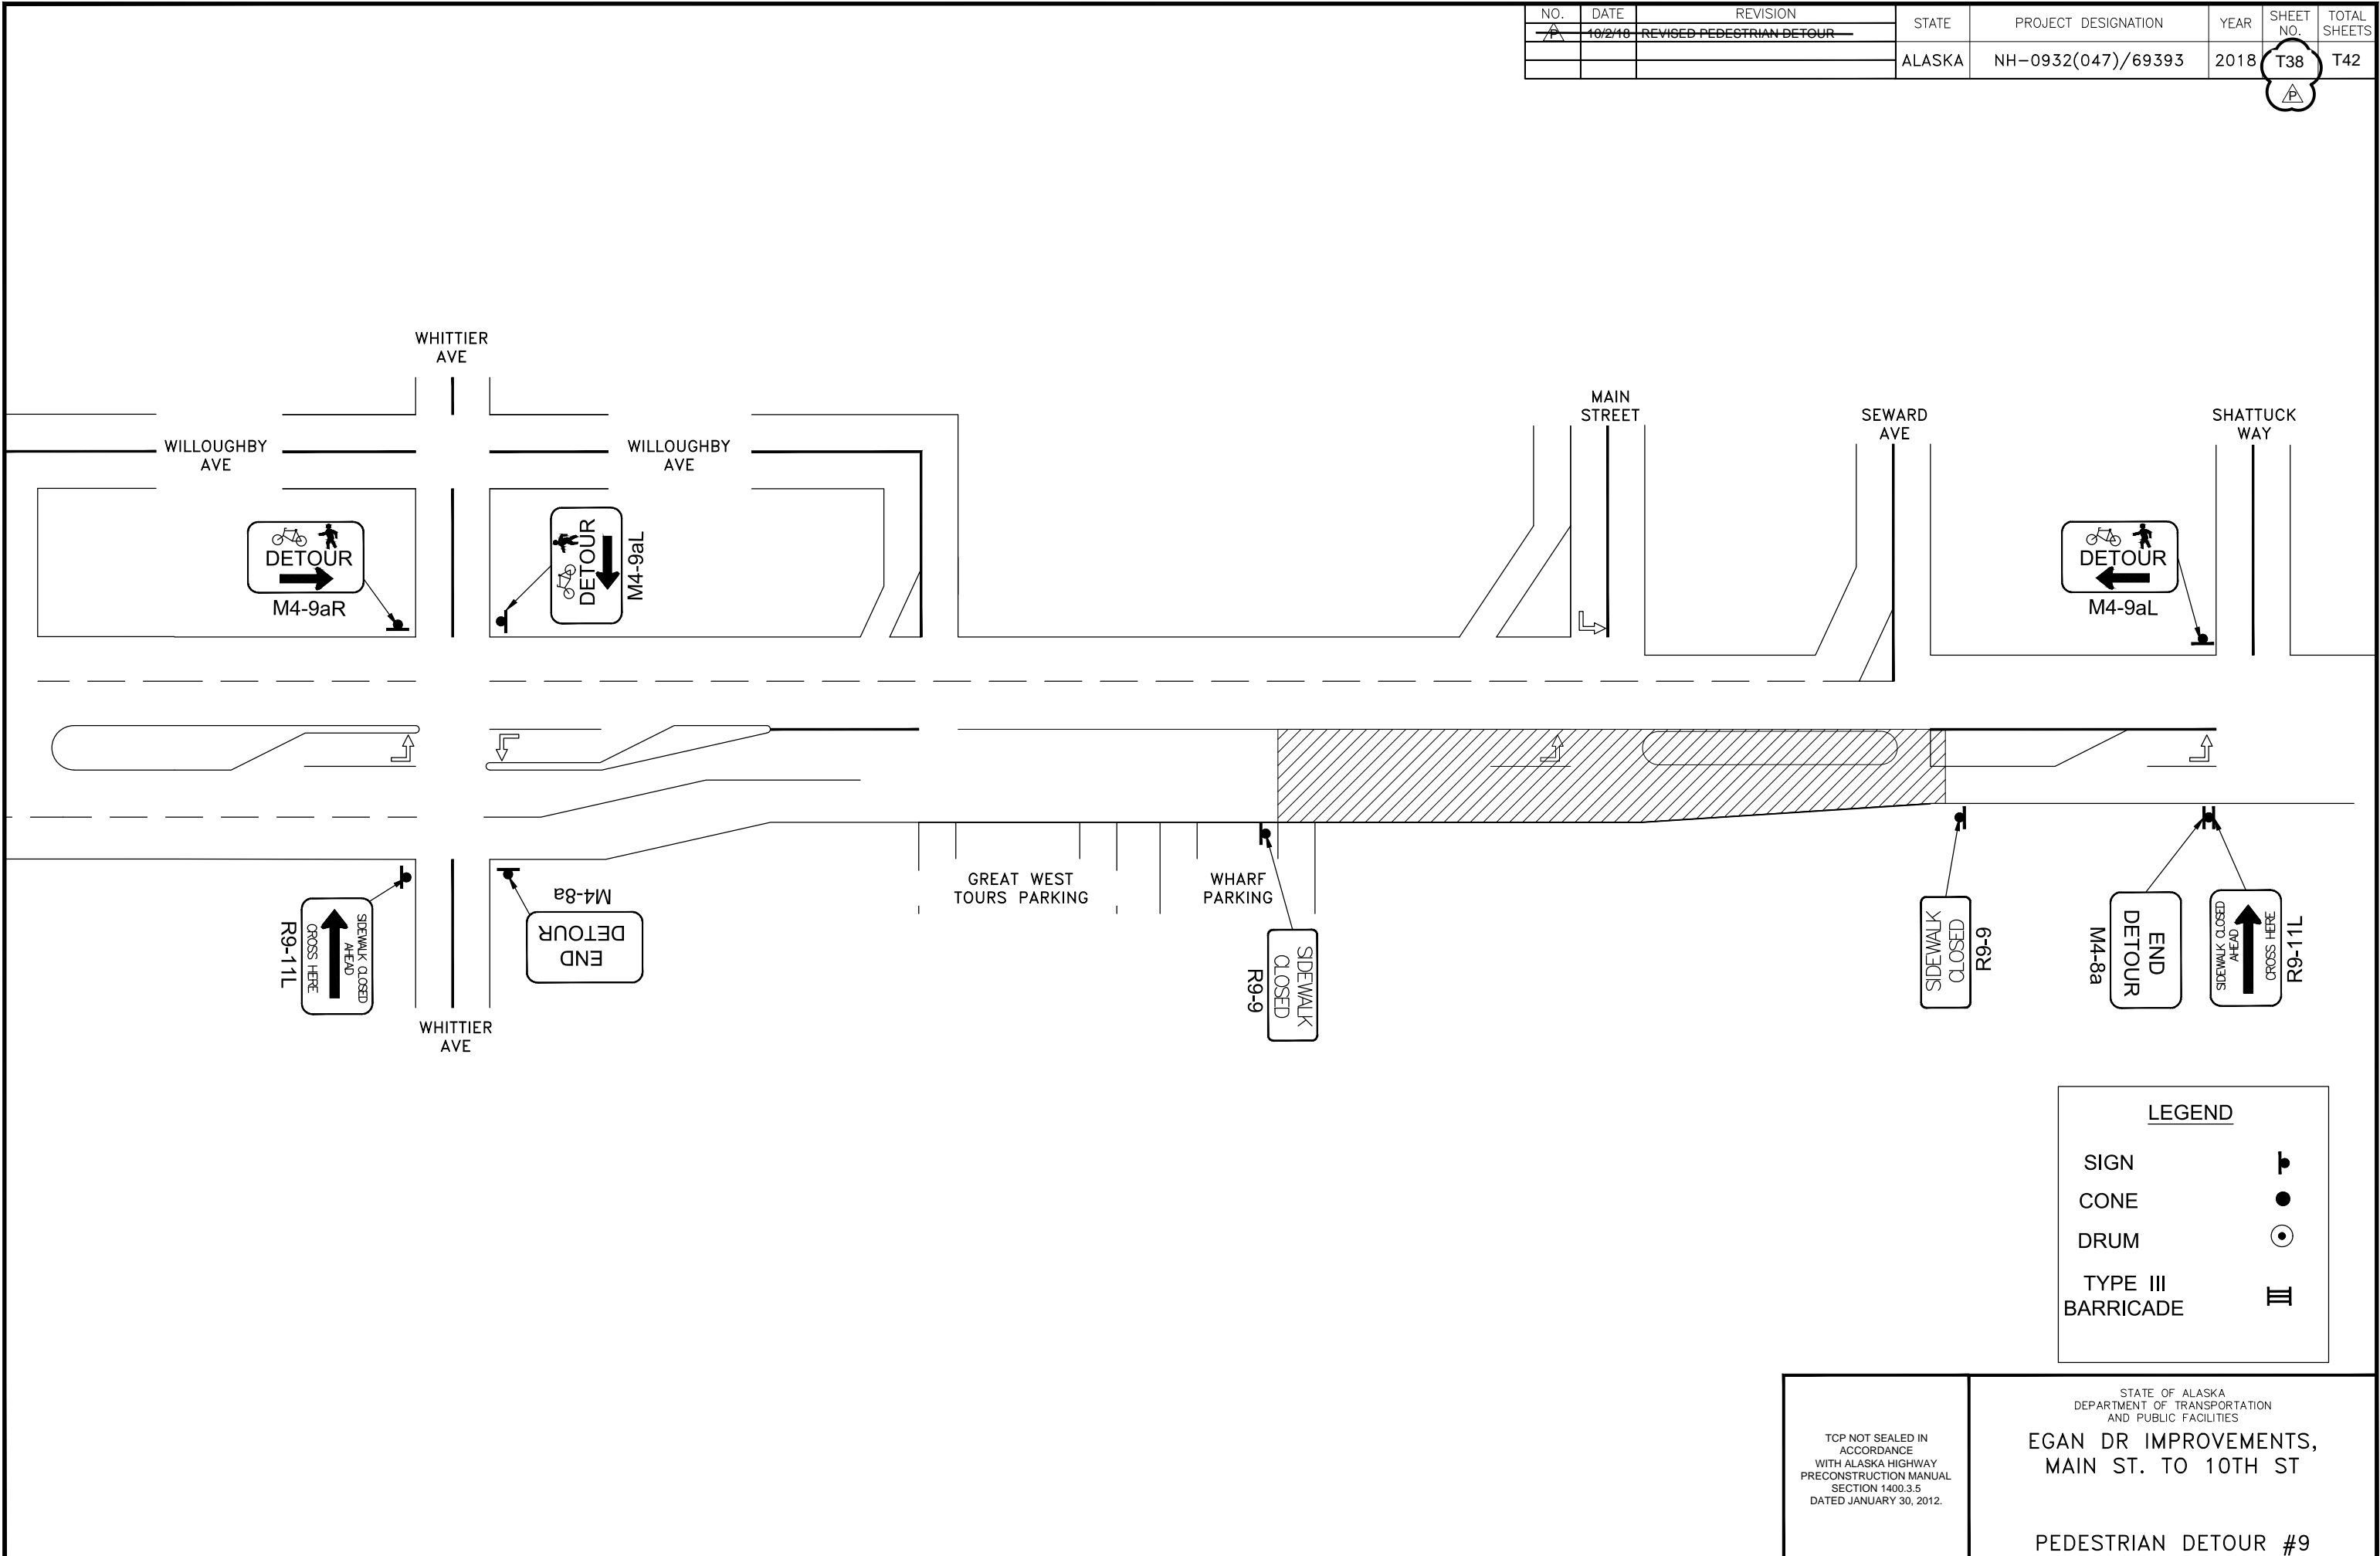 NO. DATE REVISION STATE PROJECT DESIGNATION YEAR SHEET NO. TOTAL SHEETS
P 10/2/18 REVISED PEDESTRIAN DETOUR
ALASKA NH-0932(047)/69393 2018 T38 T42
P
WHITTIER
AVE
MAIN
STREET
SEWARD
AVE
SHATTUCK
WAY
WILLOUGHBY
AVE
WILLOUGHBY
AVE
DETOUR
M4-9aR
DETOUR
M4-9aL
DETOUR
M4-9aL
SIDEWALK CLOSED
AHEAD
CROSS HERE
R9-11L
END
DETOUR
M4-8a
WHITTIER
AVE
GREAT WEST
TOURS PARKING
WHARF
PARKING
SIDEWALK
CLOSED
R9-9
SIDEWALK
CLOSED
R9-9
END
DETOUR
M4-8a
SIDEWALK CLOSED
AHEAD
CROSS HERE
R9-11L
LEGEND
SIGN
CONE
DRUM
TYPE III
BARRICADE
TCP NOT SEALED IN
ACCORDANCE
WITH ALASKA HIGHWAY
PRECONSTRUCTION MANUAL
SECTION 1400.3.5
DATED JANUARY 30, 2012.
STATE OF ALASKA
DEPARTMENT OF TRANSPORTATION
AND PUBLIC FACILITIES
EGAN DR IMPROVEMENTS,
MAIN ST. TO 10TH ST
PEDESTRIAN DETOUR #9